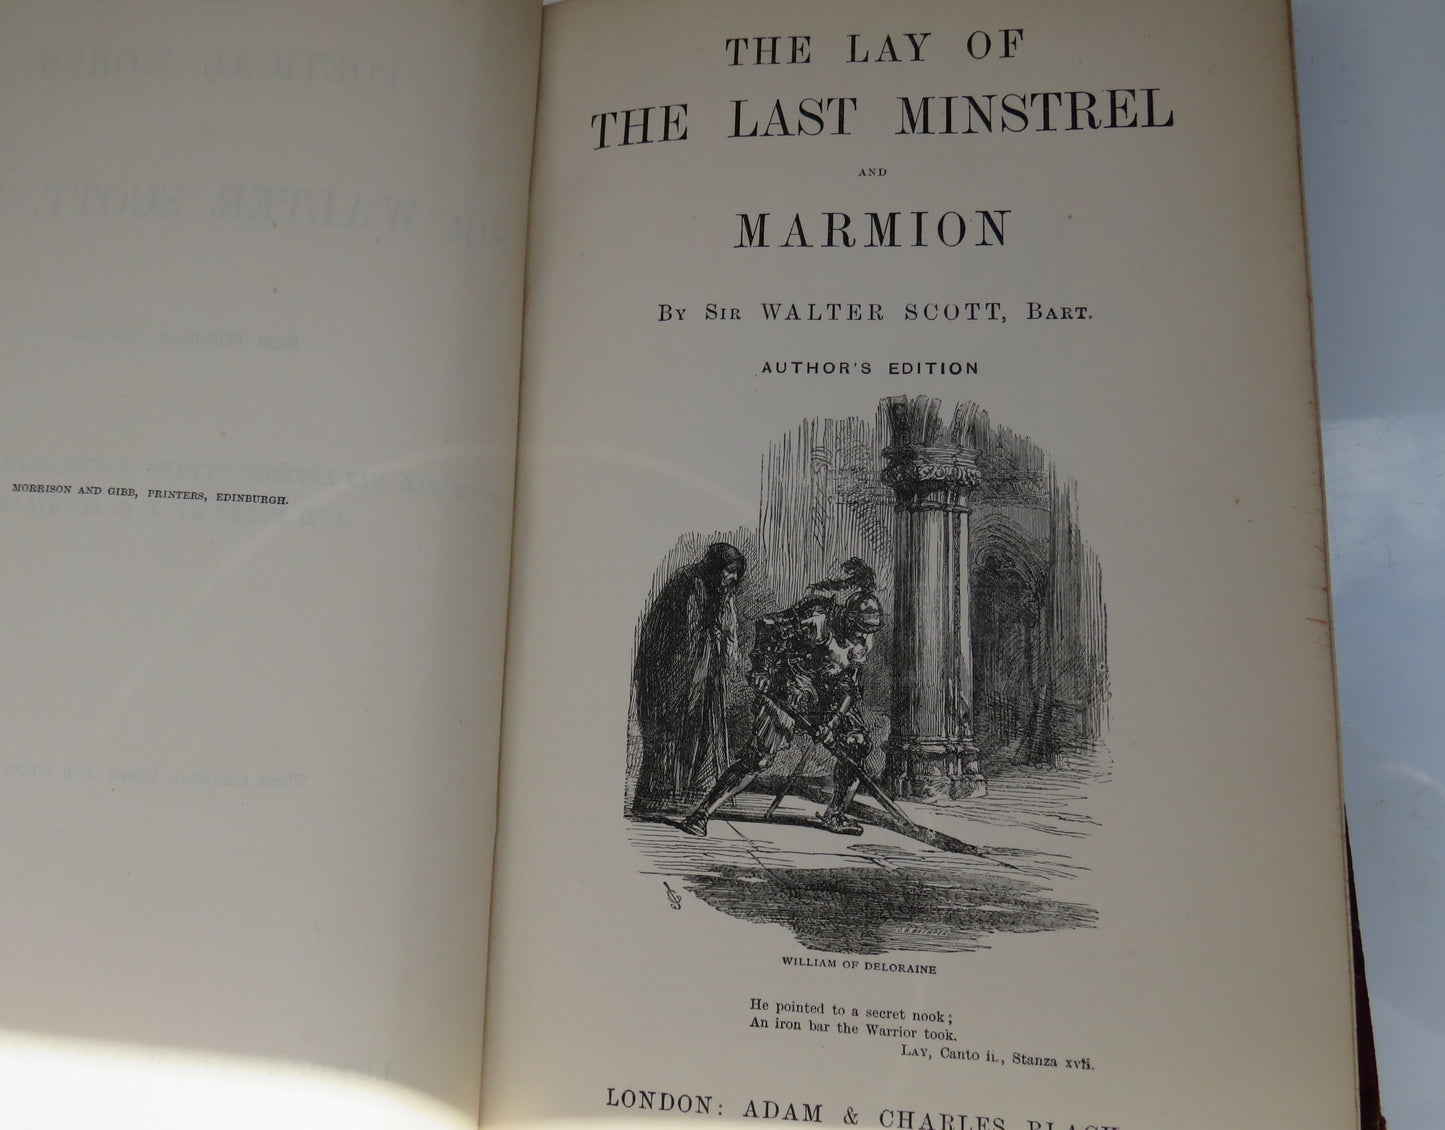 MORRISON AND GIBB, PRINTERS, EDINBURGH.
THE LAY OF
THE LAST MINSTREL
AND
MARMION
By Sir WALTER SCOTT, Bart.
AUTHOR'S EDITION
WILLIAM OF DELORAINE
He pointed to a secret nook;
An iron bar the Warrior took.
Lay, Canto ii., Stanza xvii.
LONDON: ADAM & CHARLES BLACK